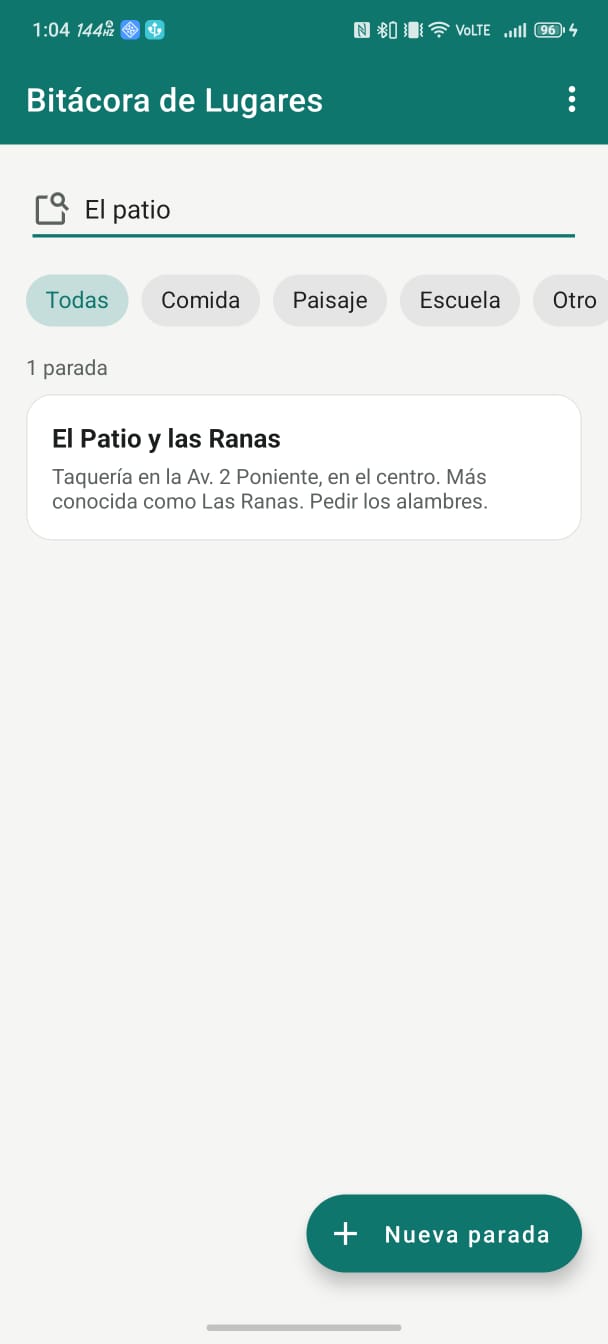 1:04 144Hz VoLTE 96
Bitácora de Lugares
El patio
Todas Comida Paisaje Escuela Otro
1 parada
El Patio y las Ranas
Taquería en la Av. 2 Poniente, en el centro. Más
conocida como Las Ranas. Pedir los alambres.
+ Nueva parada